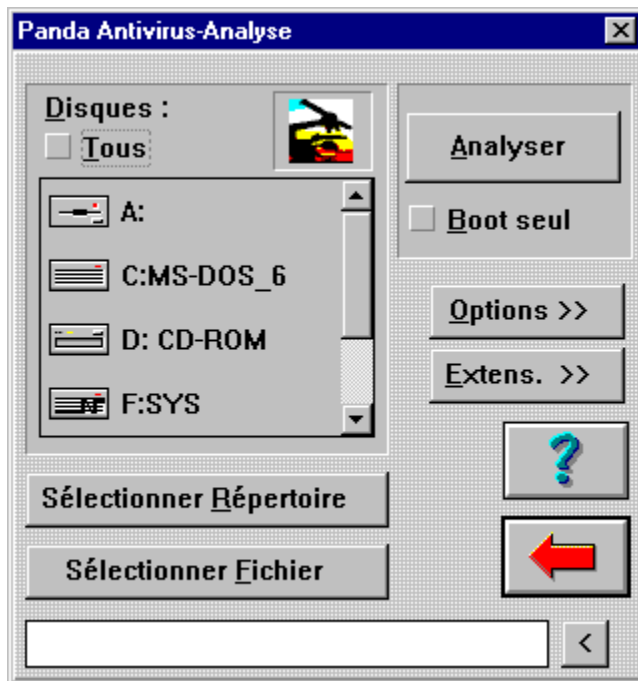 Panda Antivirus-Analyse
Disques :
Tous
A:
C:MS-DOS_6
D: CD-ROM
F:SYS
Analyser
Boot seul
Options >>
Extens. >>
?
Sélectionner Répertoire
Sélectionner Fichier
<